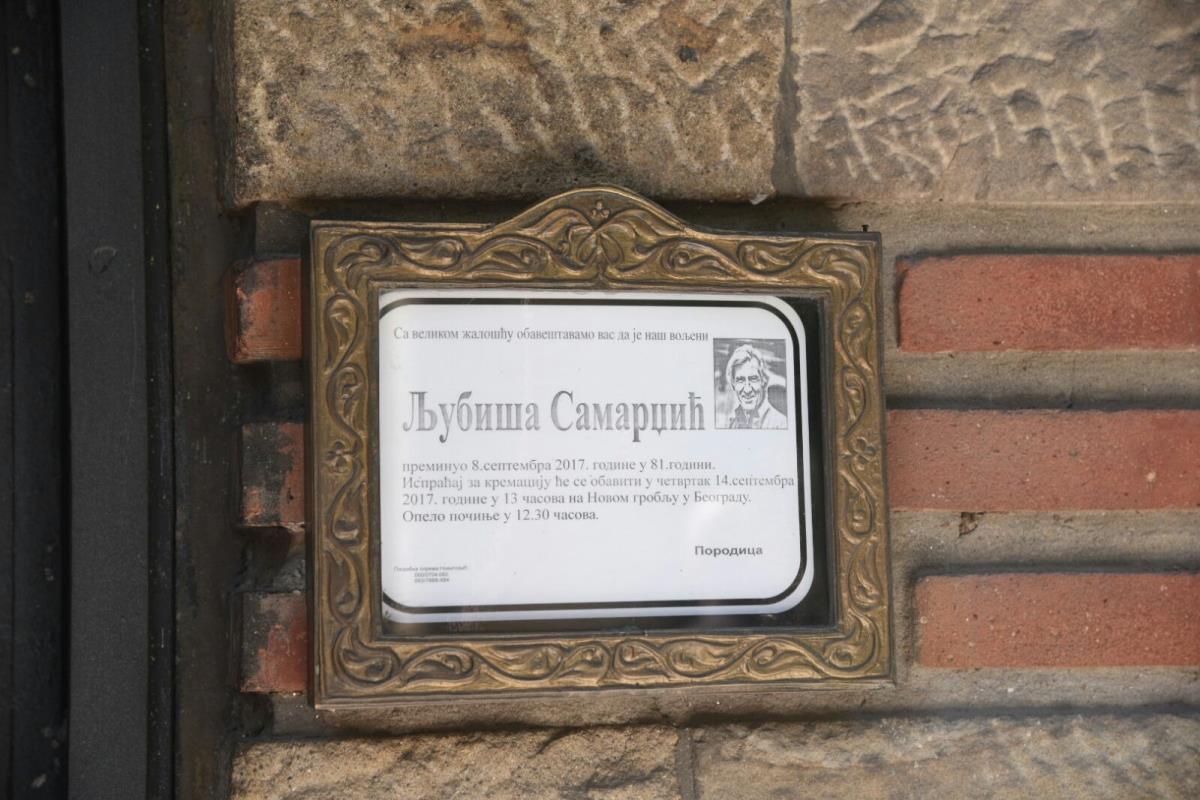 Са великом жалошћу обавештавамо вас да је наш вољени
Љубиша Самарџић
преминуо 8.септембра 2017. године у 81.години.
Испраћај за кремацију ће се обавити у четвртак 14.септембра
2017. године у 13 часова на Новом гробљу у Београду.
Опело почиње у 12.30 часова.
Породица
Погребна опрема